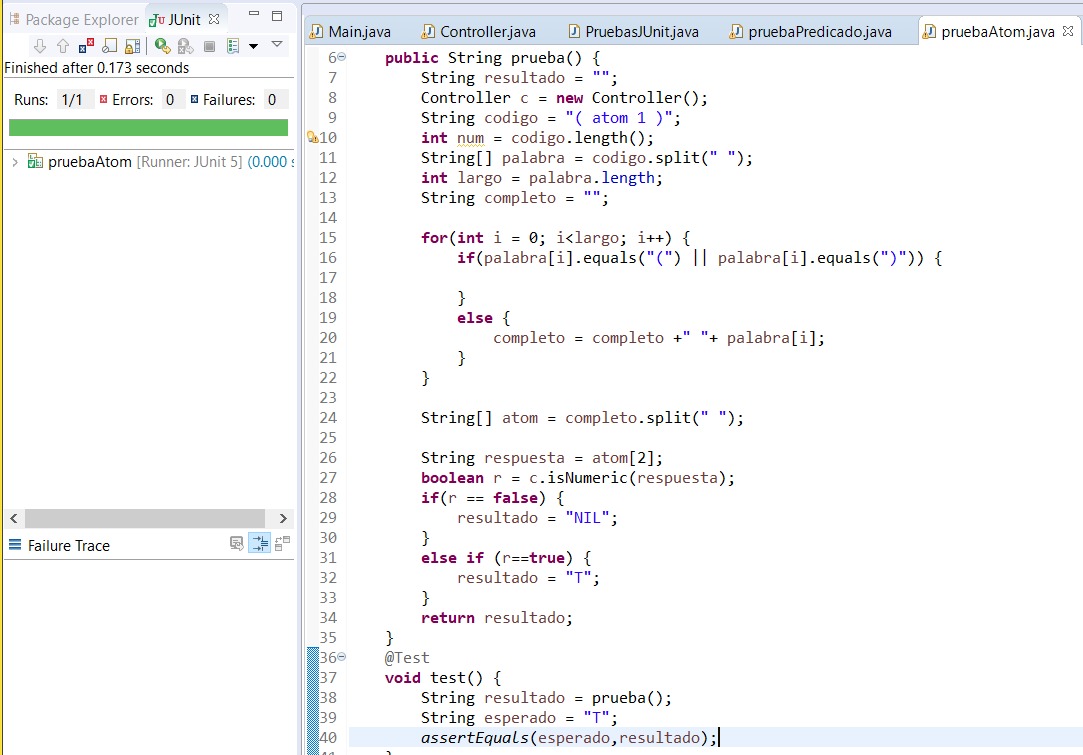 Package Explorer JUnit
Main.java Controller.java PruebasJUnit.java pruebaPredicado.java pruebaAtom.java
Finished after 0.173 seconds
Runs: 1/1 Errors: 0 Failures: 0
pruebaAtom [Runner: JUnit 5] (0.000 s
Failure Trace
6 public String prueba() {
7 String resultado = "";
8 Controller c = new Controller();
9 String codigo = "( atom 1 )";
10 int num = codigo.length();
11 String[] palabra = codigo.split(" ");
12 int largo = palabra.length;
13 String completo = "";
14
15 for(int i = 0; i<largo; i++) {
16 if(palabra[i].equals("(") || palabra[i].equals(")")) {
17
18 }
19 else {
20 completo = completo +" "+ palabra[i];
21 }
22 }
23
24 String[] atom = completo.split(" ");
25
26 String respuesta = atom[2];
27 boolean r = c.isNumeric(respuesta);
28 if(r == false) {
29 resultado = "NIL";
30 }
31 else if (r==true) {
32 resultado = "T";
33 }
34 return resultado;
35 }
36 @Test
37 void test() {
38 String resultado = prueba();
39 String esperado = "T";
40 assertEquals(esperado,resultado);